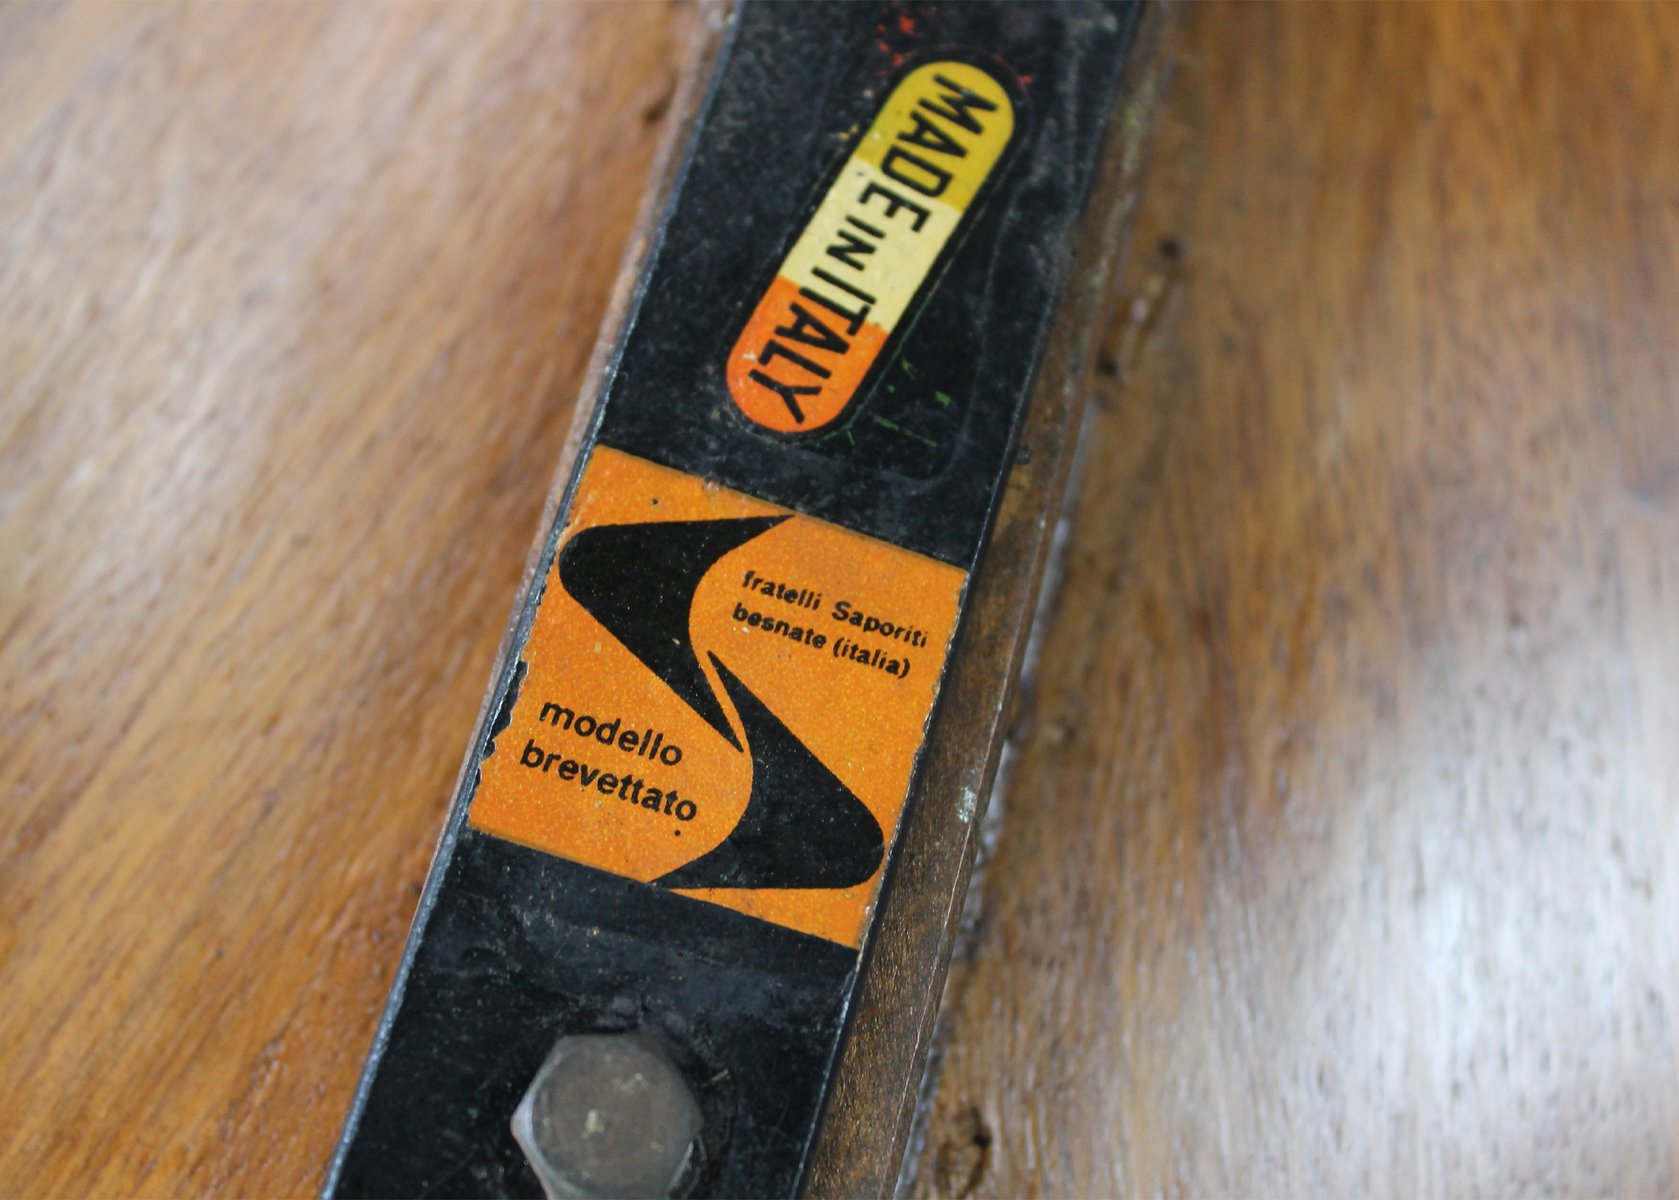 MADE IN ITALY
fratelli Saporiti
besnate (italia)
modello
brevettato